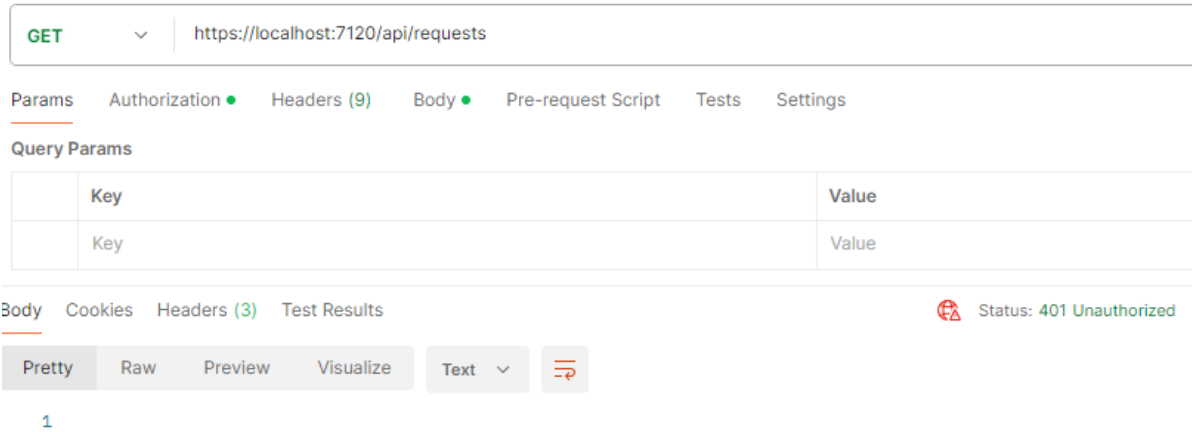 GET https://localhost:7120/api/requests
Params Authorization Headers (9) Body Pre-request Script Tests Settings
Query Params
Key Value
Key Value
Body Cookies Headers (3) Test Results Status: 401 Unauthorized
Pretty Raw Preview Visualize Text
1